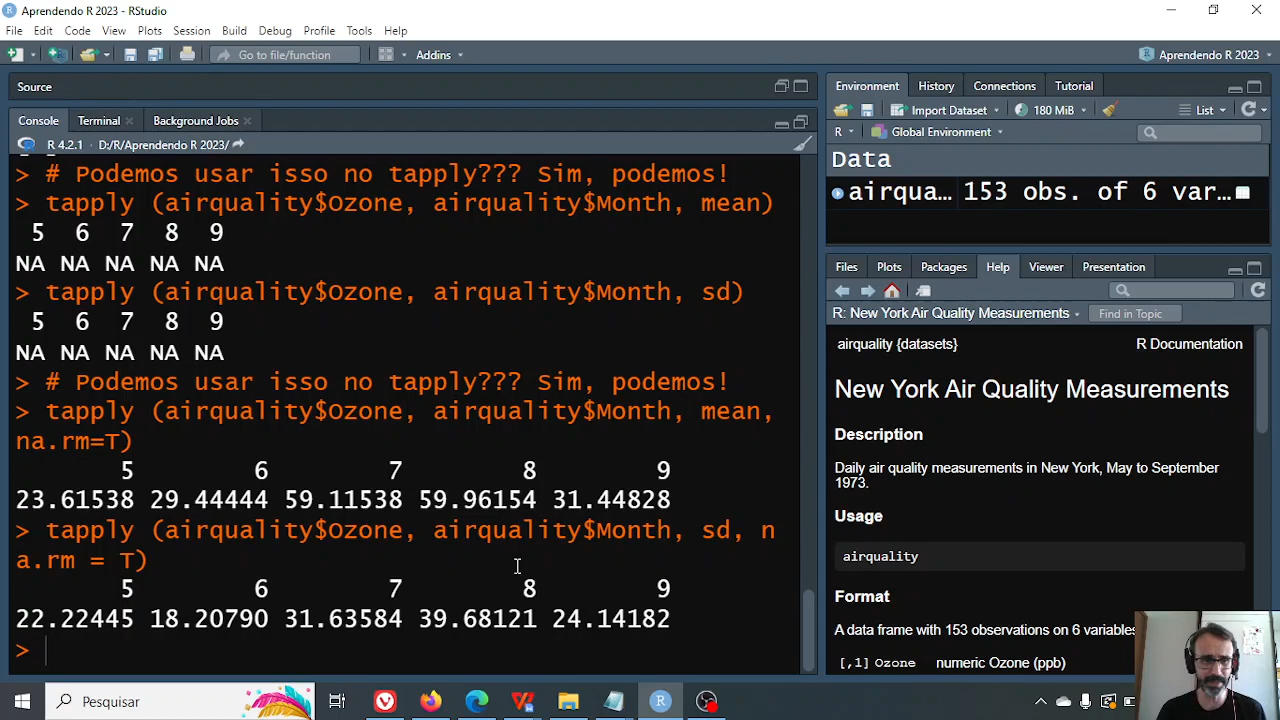 Aprendendo R 2023 - RStudio
File Edit Code View Plots Session Build Debug Profile Tools Help
Go to file/function Addins Aprendendo R 2023
Source
Console Terminal Background Jobs
R 4.2.1 · D:/R/Aprendendo R 2023/
> # Podemos usar isso no tapply??? Sim, podemos!
> tapply (airquality$Ozone, airquality$Month, mean)
5 6 7 8 9
NA NA NA NA NA
> tapply (airquality$Ozone, airquality$Month, sd)
5 6 7 8 9
NA NA NA NA NA
> # Podemos usar isso no tapply??? Sim, podemos!
> tapply (airquality$Ozone, airquality$Month, mean,
na.rm=T)
5 6 7 8 9
23.61538 29.44444 59.11538 59.96154 31.44828
> tapply (airquality$Ozone, airquality$Month, sd, n
a.rm = T)
5 6 7 8 9
22.22445 18.20790 31.63584 39.68121 24.14182
>
Environment History Connections Tutorial
Import Dataset 180 MiB List
R Global Environment
Data
airqua… 153 obs. of 6 var…
Files Plots Packages Help Viewer Presentation
R: New York Air Quality Measurements Find in Topic
airquality {datasets} R Documentation
New York Air Quality Measurements
Description
Daily air quality measurements in New York, May to September
1973.
Usage
airquality
Format
A data frame with 153 observations on 6 variables
[,1] Ozone numeric Ozone (ppb)
Pesquisar